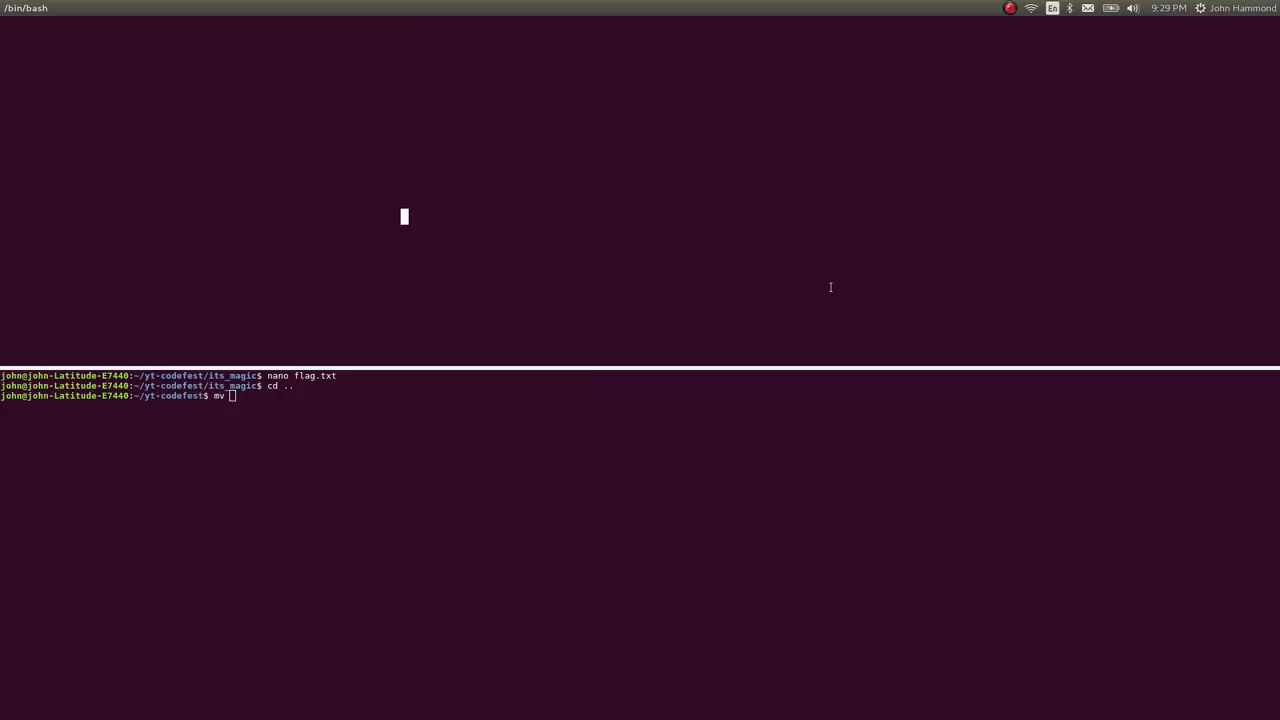 /bin/bash
En
9:29 PM
John Hammond
john@john-Latitude-E7440:~/yt-codefest/its_magic$ nano flag.txt
john@john-Latitude-E7440:~/yt-codefest/its_magic$ cd ..
john@john-Latitude-E7440:~/yt-codefest$ mv